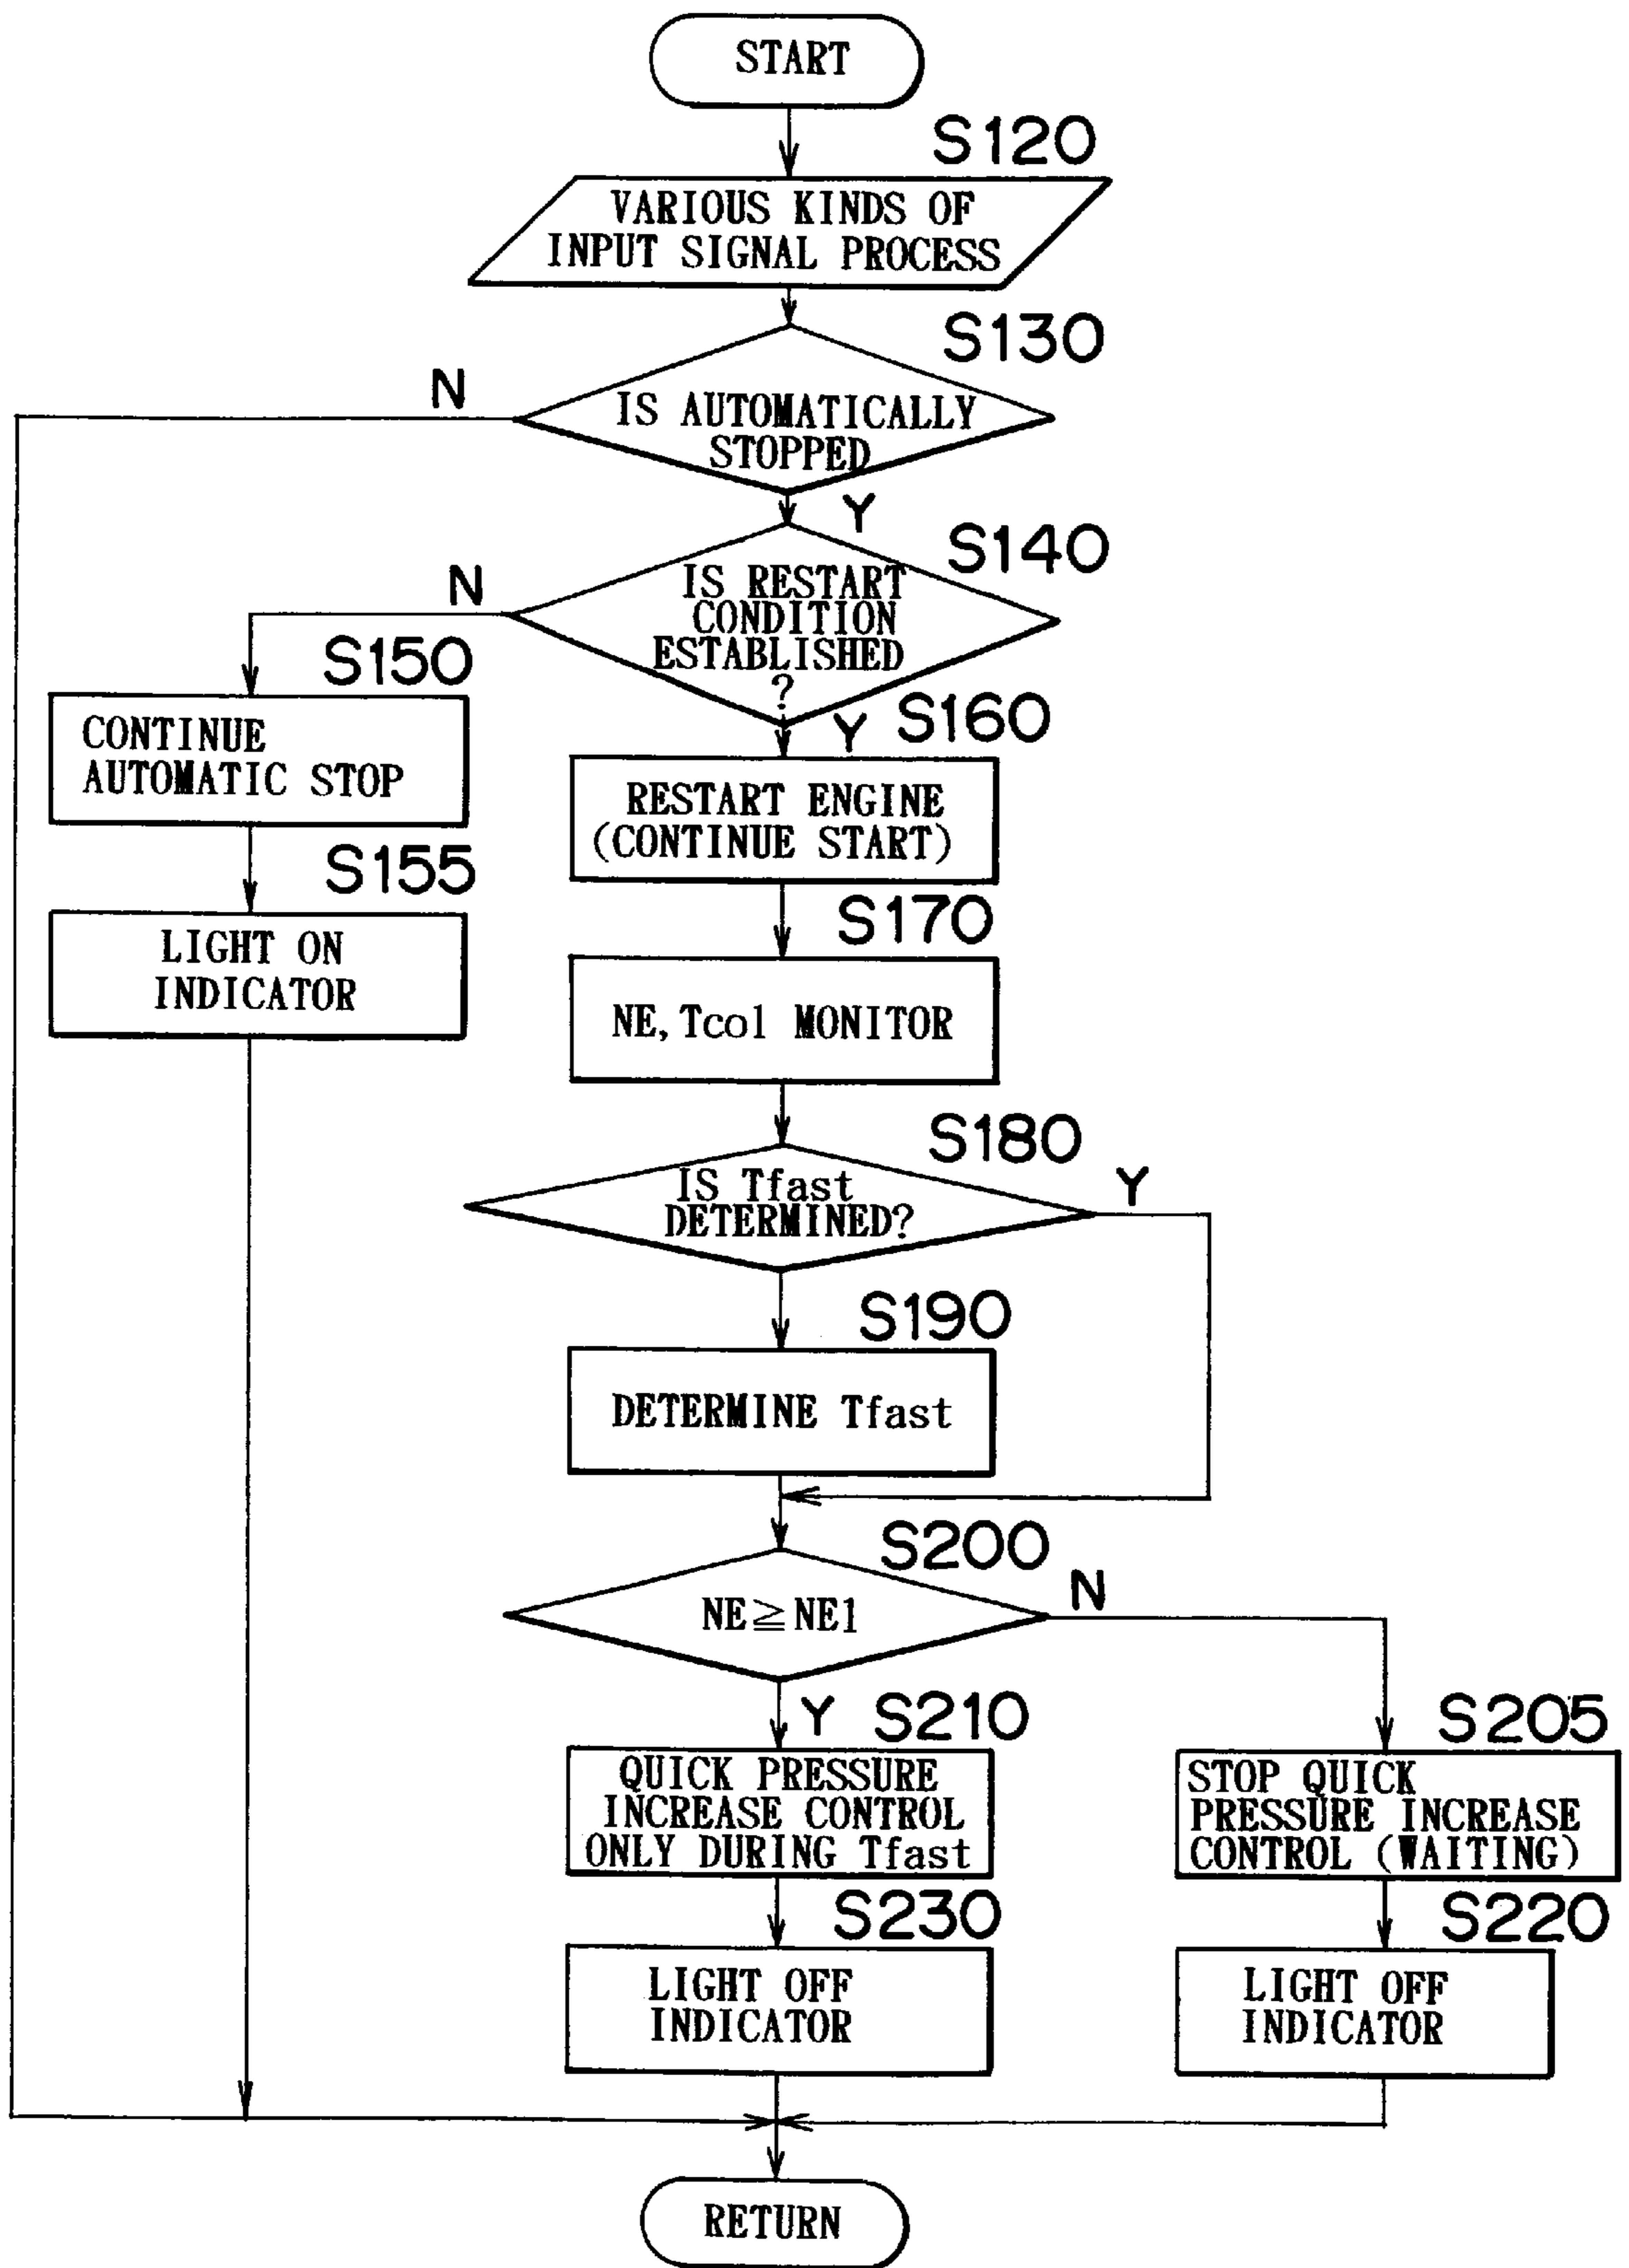 START
S120
VARIOUS KINDS OF
INPUT SIGNAL PROCESS
S130
N
IS AUTOMATICALLY
STOPPED
Y
S140
N
IS RESTART
CONDITION
ESTABLISHED
?
S150
CONTINUE
AUTOMATIC STOP
Y
S160
RESTART ENGINE
(CONTINUE START)
S155
LIGHT ON
INDICATOR
S170
NE, Tcol MONITOR
S180
IS Tfast
DETERMINED?
Y
S190
DETERMINE Tfast
S200
NE≧NE1
N
Y
S210
QUICK PRESSURE
INCREASE CONTROL
ONLY DURING Tfast
S205
STOP QUICK
PRESSURE INCREASE
CONTROL (WAITING)
S230
LIGHT OFF
INDICATOR
S220
LIGHT OFF
INDICATOR
RETURN